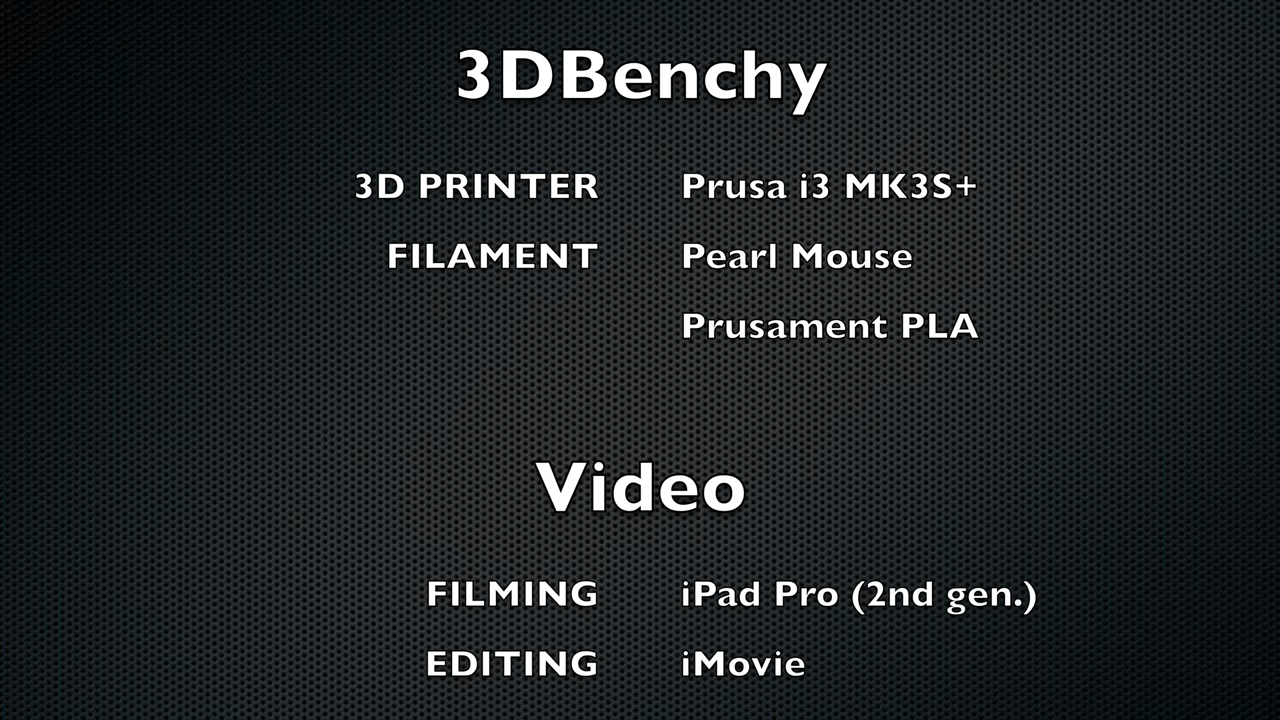 3DBenchy
3D PRINTER Prusa i3 MK3S+
FILAMENT Pearl Mouse
Prusament PLA
Video
FILMING iPad Pro (2nd gen.)
EDITING iMovie